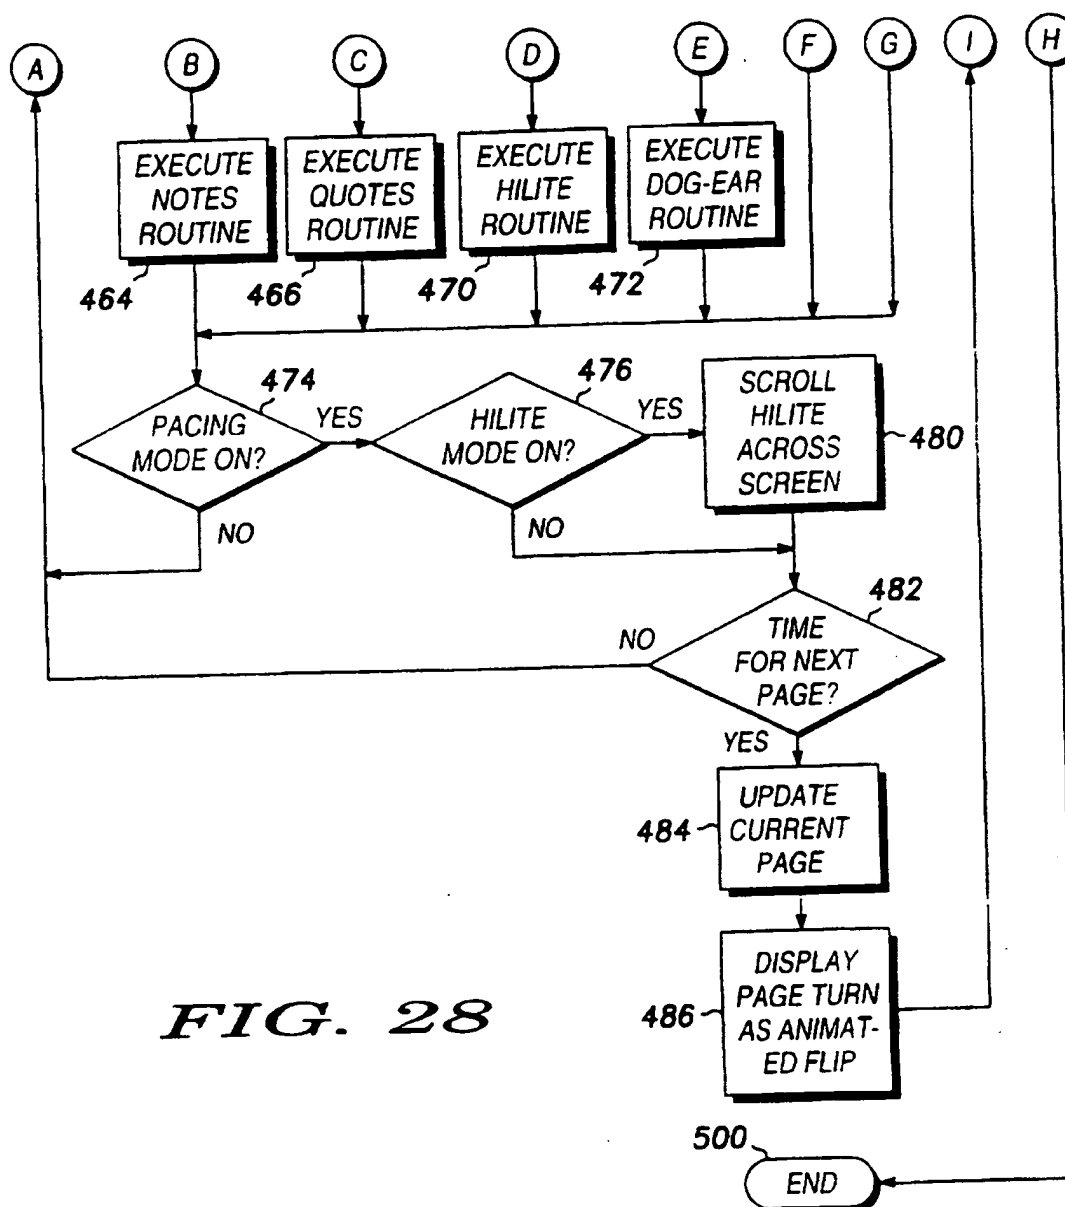 A B C D E F G I H
EXECUTE
NOTES
ROUTINE
464
EXECUTE
QUOTES
ROUTINE
466
EXECUTE
HILITE
ROUTINE
470
EXECUTE
DOG-EAR
ROUTINE
472
474
PACING
MODE ON?
YES
NO
476
HILITE
MODE ON?
YES
NO
SCROLL
HILITE
ACROSS
SCREEN
480
482
TIME
FOR NEXT
PAGE?
NO
YES
484
UPDATE
CURRENT
PAGE
486
DISPLAY
PAGE TURN
AS ANIMAT-
ED FLIP
FIG. 28
500
END